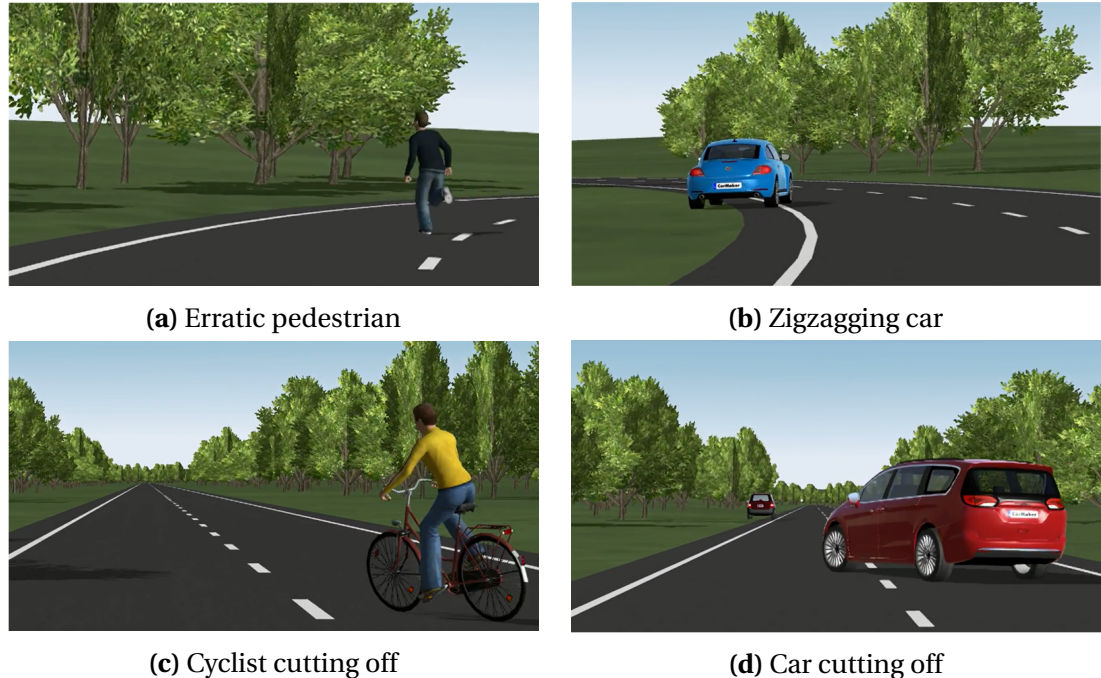 (a) Erratic pedestrian
CarMaker
(b) Zigzagging car
(c) Cyclist cutting off
CarMaker
(d) Car cutting off